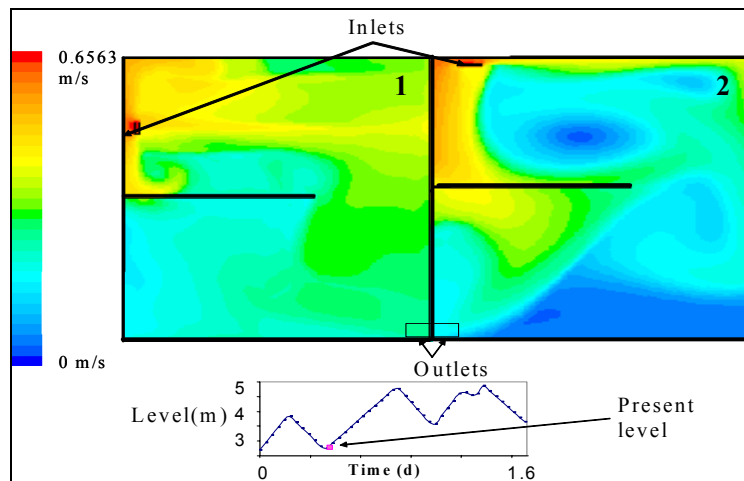 Inlets
0.6563
m/s
1
2
0 m/s
Outlets
Level(m)
5
4
3
Present
level
0
Time (d)
1.6